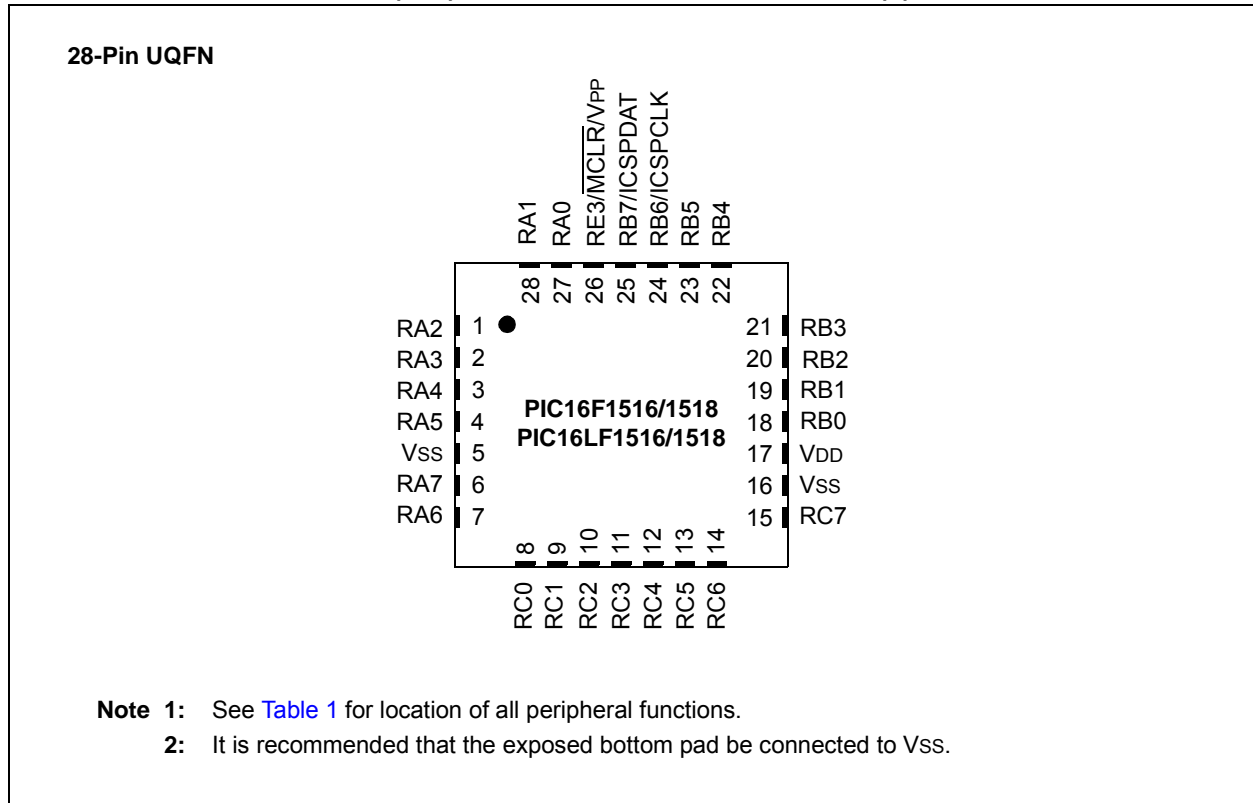 28-Pin UQFN
RA1
RA0
RE3/MCLR/VPP
RB7/ICSPDAT
RB6/ICSPCLK
RB5
RB4
28
27
26
25
24
23
22
RA2 1
RA3 2
RA4 3
RA5 4
VSS 5
RA7 6
RA6 7
PIC16F1516/1518
PIC16LF1516/1518
21 RB3
20 RB2
19 RB1
18 RB0
17 VDD
16 VSS
15 RC7
8
9
10
11
12
13
14
RC0
RC1
RC2
RC3
RC4
RC5
RC6
Note 1: See Table 1 for location of all peripheral functions.
2: It is recommended that the exposed bottom pad be connected to VSS.